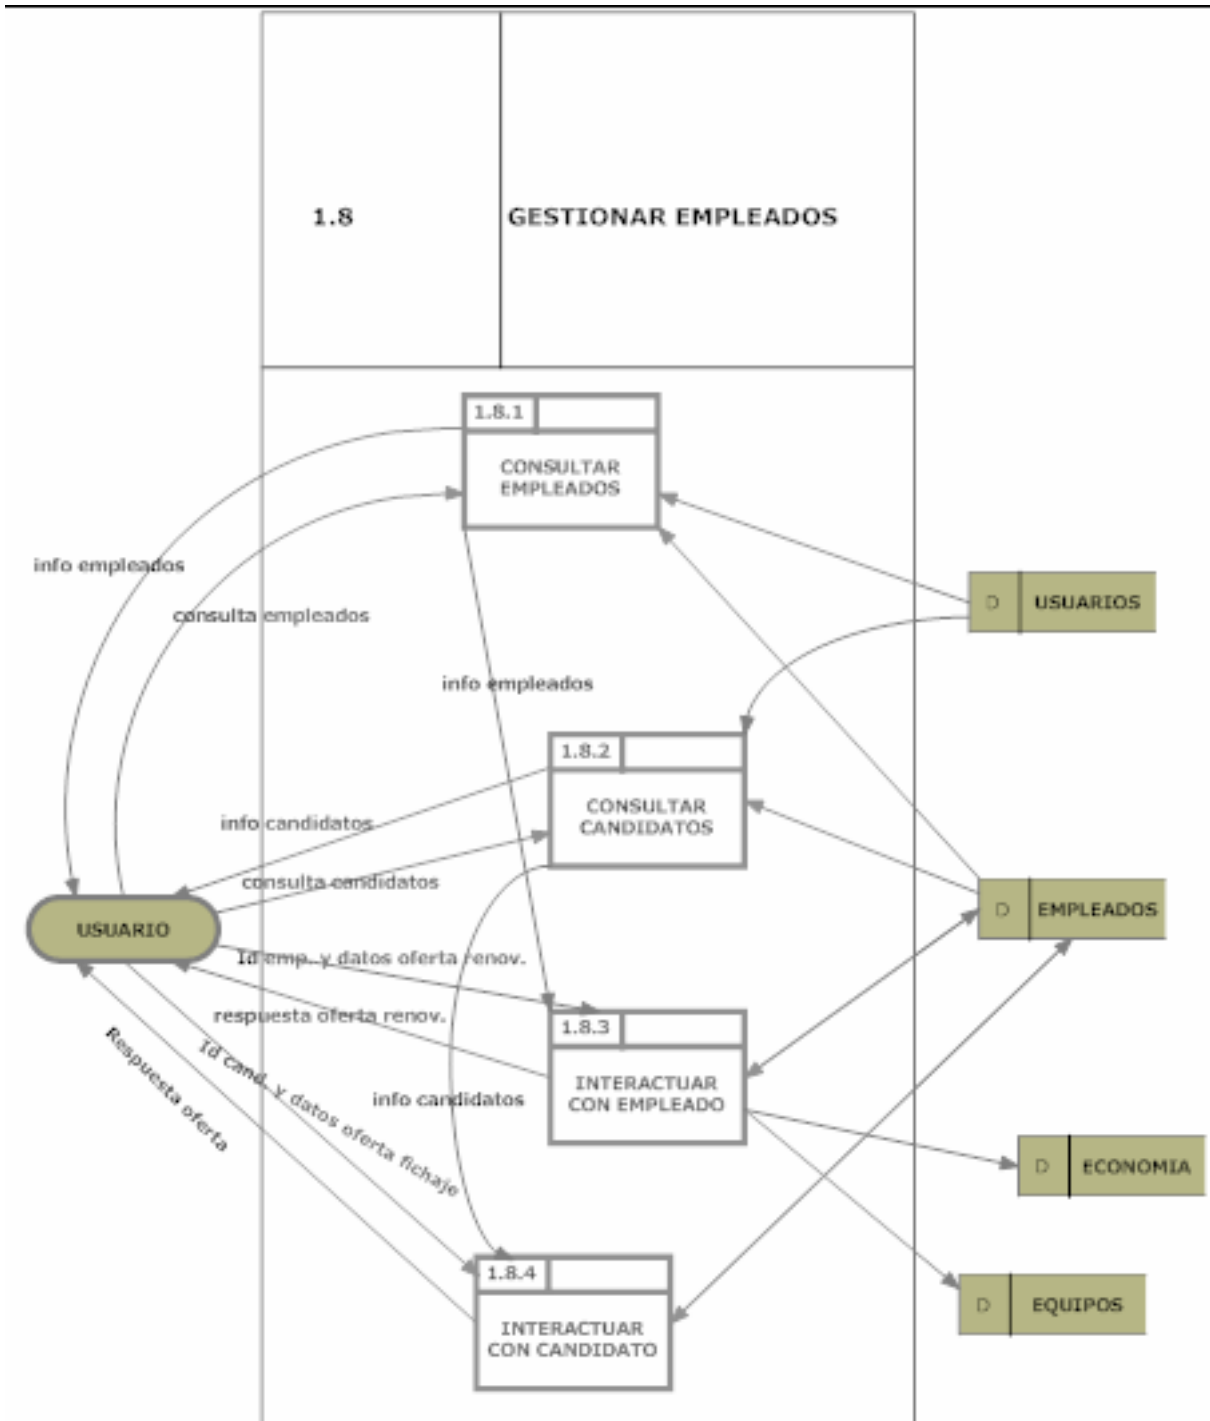 1.8
GESTIONAR EMPLEADOS
1.8.1
CONSULTAR
EMPLEADOS
info empleados
consulta empleados
D
USUARIOS
info empleados
1.8.2
CONSULTAR
CANDIDATOS
info candidatos
consulta candidatos
USUARIO
D
EMPLEADOS
Id emp. y datos oferta renov.
respuesta oferta renov.
1.8.3
INTERACTUAR
CON EMPLEADO
Respuesta oferta
Id cand. y datos oferta fichaje
info candidatos
D
ECONOMIA
1.8.4
INTERACTUAR
CON CANDIDATO
D
EQUIPOS